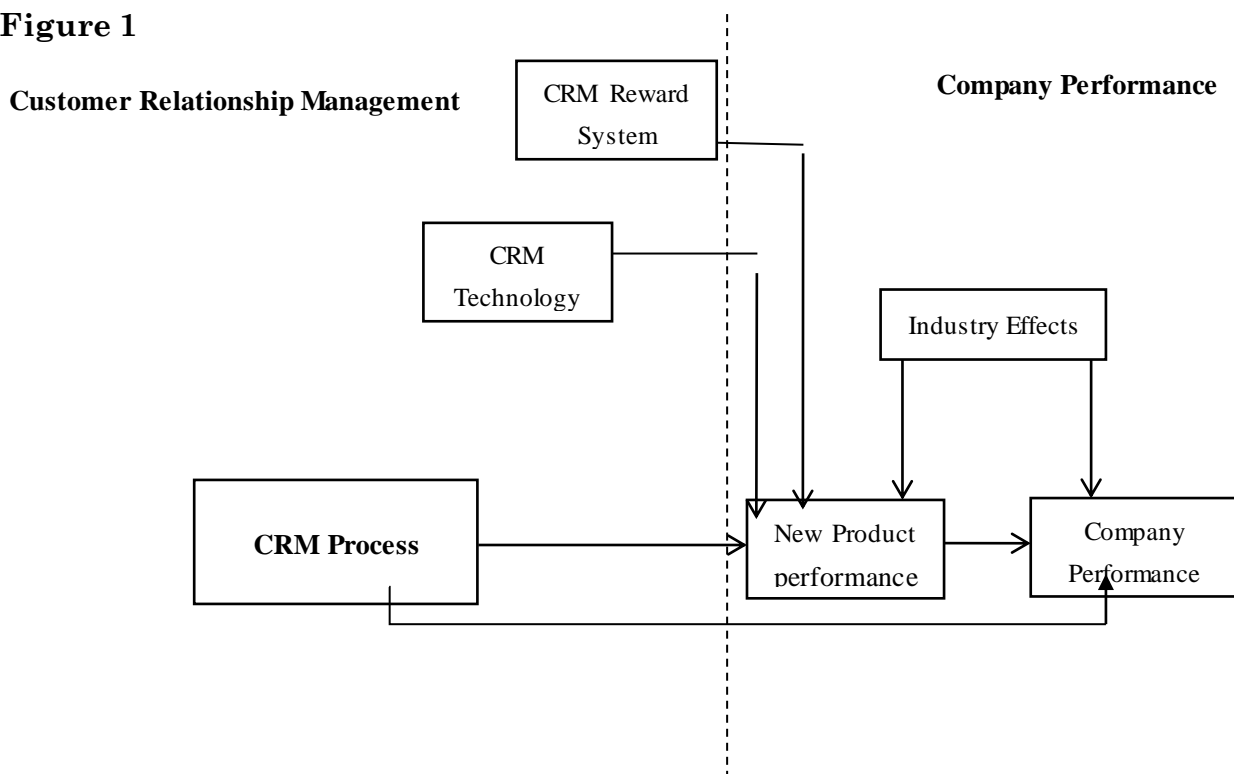 Figure 1
Customer Relationship Management
CRM Reward
System
Company Performance
CRM
Technology
Industry Effects
CRM Process
New Product
performance
Company
Performance